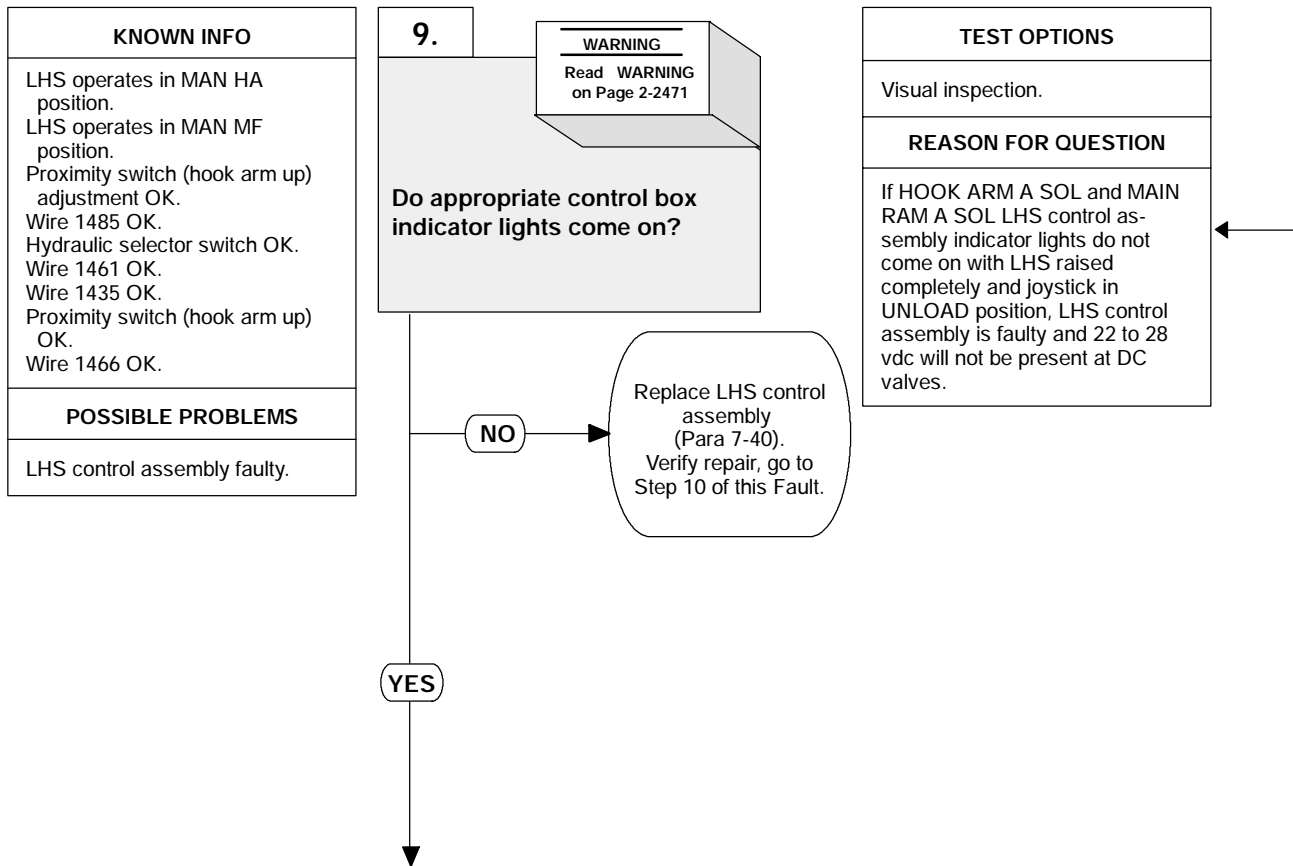 KNOWN INFO
LHS operates in MAN HA
position.
LHS operates in MAN MF
position.
Proximity switch (hook arm up)
adjustment OK.
Wire 1485 OK.
Hydraulic selector switch OK.
Wire 1461 OK.
Wire 1435 OK.
Proximity switch (hook arm up)
OK.
Wire 1466 OK.
POSSIBLE PROBLEMS
LHS control assembly faulty.
9.
WARNING
Read WARNING
on Page 2-2471
Do appropriate control box
indicator lights come on?
TEST OPTIONS
Visual inspection.
REASON FOR QUESTION
If HOOK ARM A SOL and MAIN
RAM A SOL LHS control as-
sembly indicator lights do not
come on with LHS raised
completely and joystick in
UNLOAD position, LHS control
assembly is faulty and 22 to 28
vdc will not be present at DC
valves.
NO
Replace LHS control
assembly
(Para 7-40).
Verify repair, go to
Step 10 of this Fault.
YES